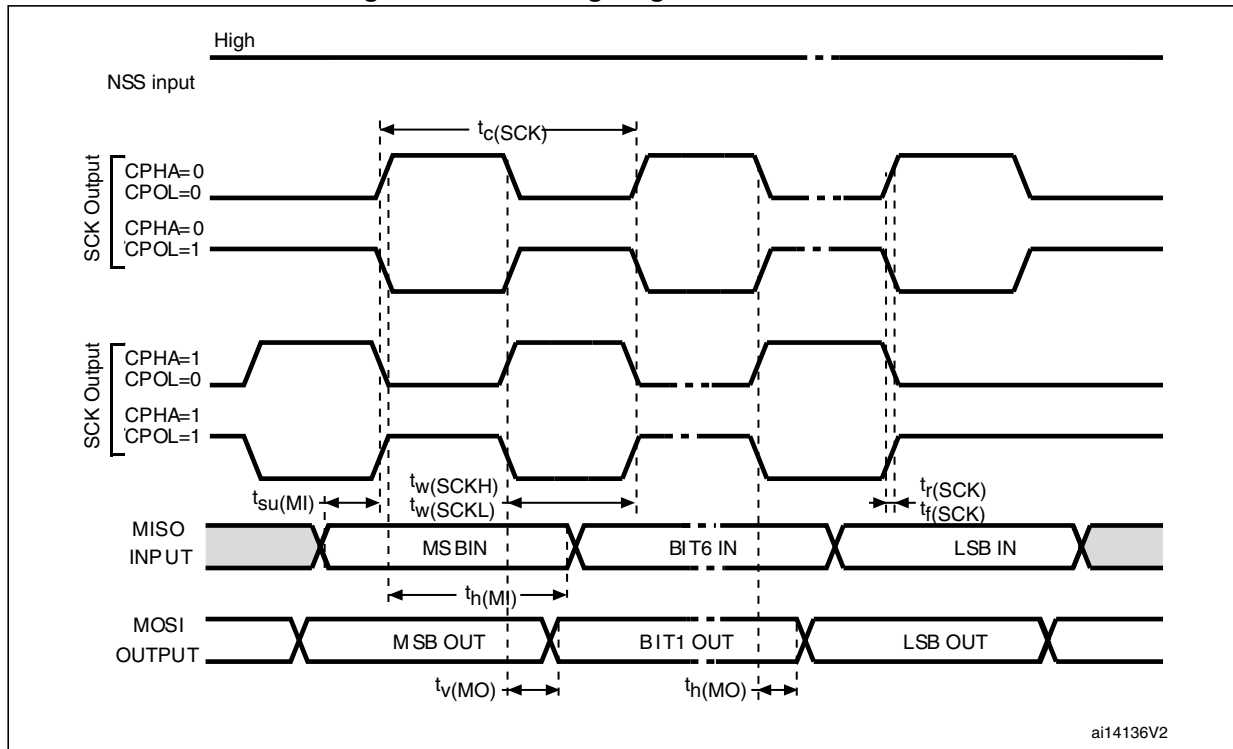 High
NSS input
tc(SCK)
SCK Output
CPHA=0
CPOL=0
CPHA=0
CPOL=1
SCK Output
CPHA=1
CPOL=0
CPHA=1
CPOL=1
tsu(MI)
tw(SCKH)
tw(SCKL)
tr(SCK)
tf(SCK)
MISO
INPUT
MSBIN
BIT6 IN
LSB IN
th(MI)
MOSI
OUTPUT
MSB OUT
BIT1 OUT
LSB OUT
tv(MO)
th(MO)
ai14136V2